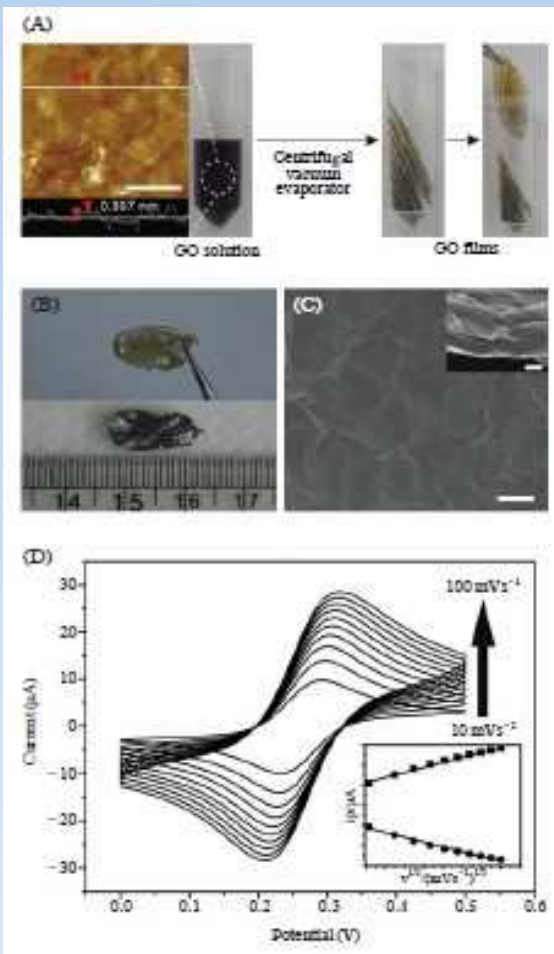 (A)
0.997 nm
GO solution
Centrifugal
vacuum
evaporator
GO films
(B)
14 15 16 17
(C)
(D)
Current (µA)
30
20
10
0
−10
−20
−30
100 mVs⁻¹
10 mVs⁻¹
i(p)µA
0.0 0.1 0.2 0.3 0.4 0.5 0.6
Potential (V)